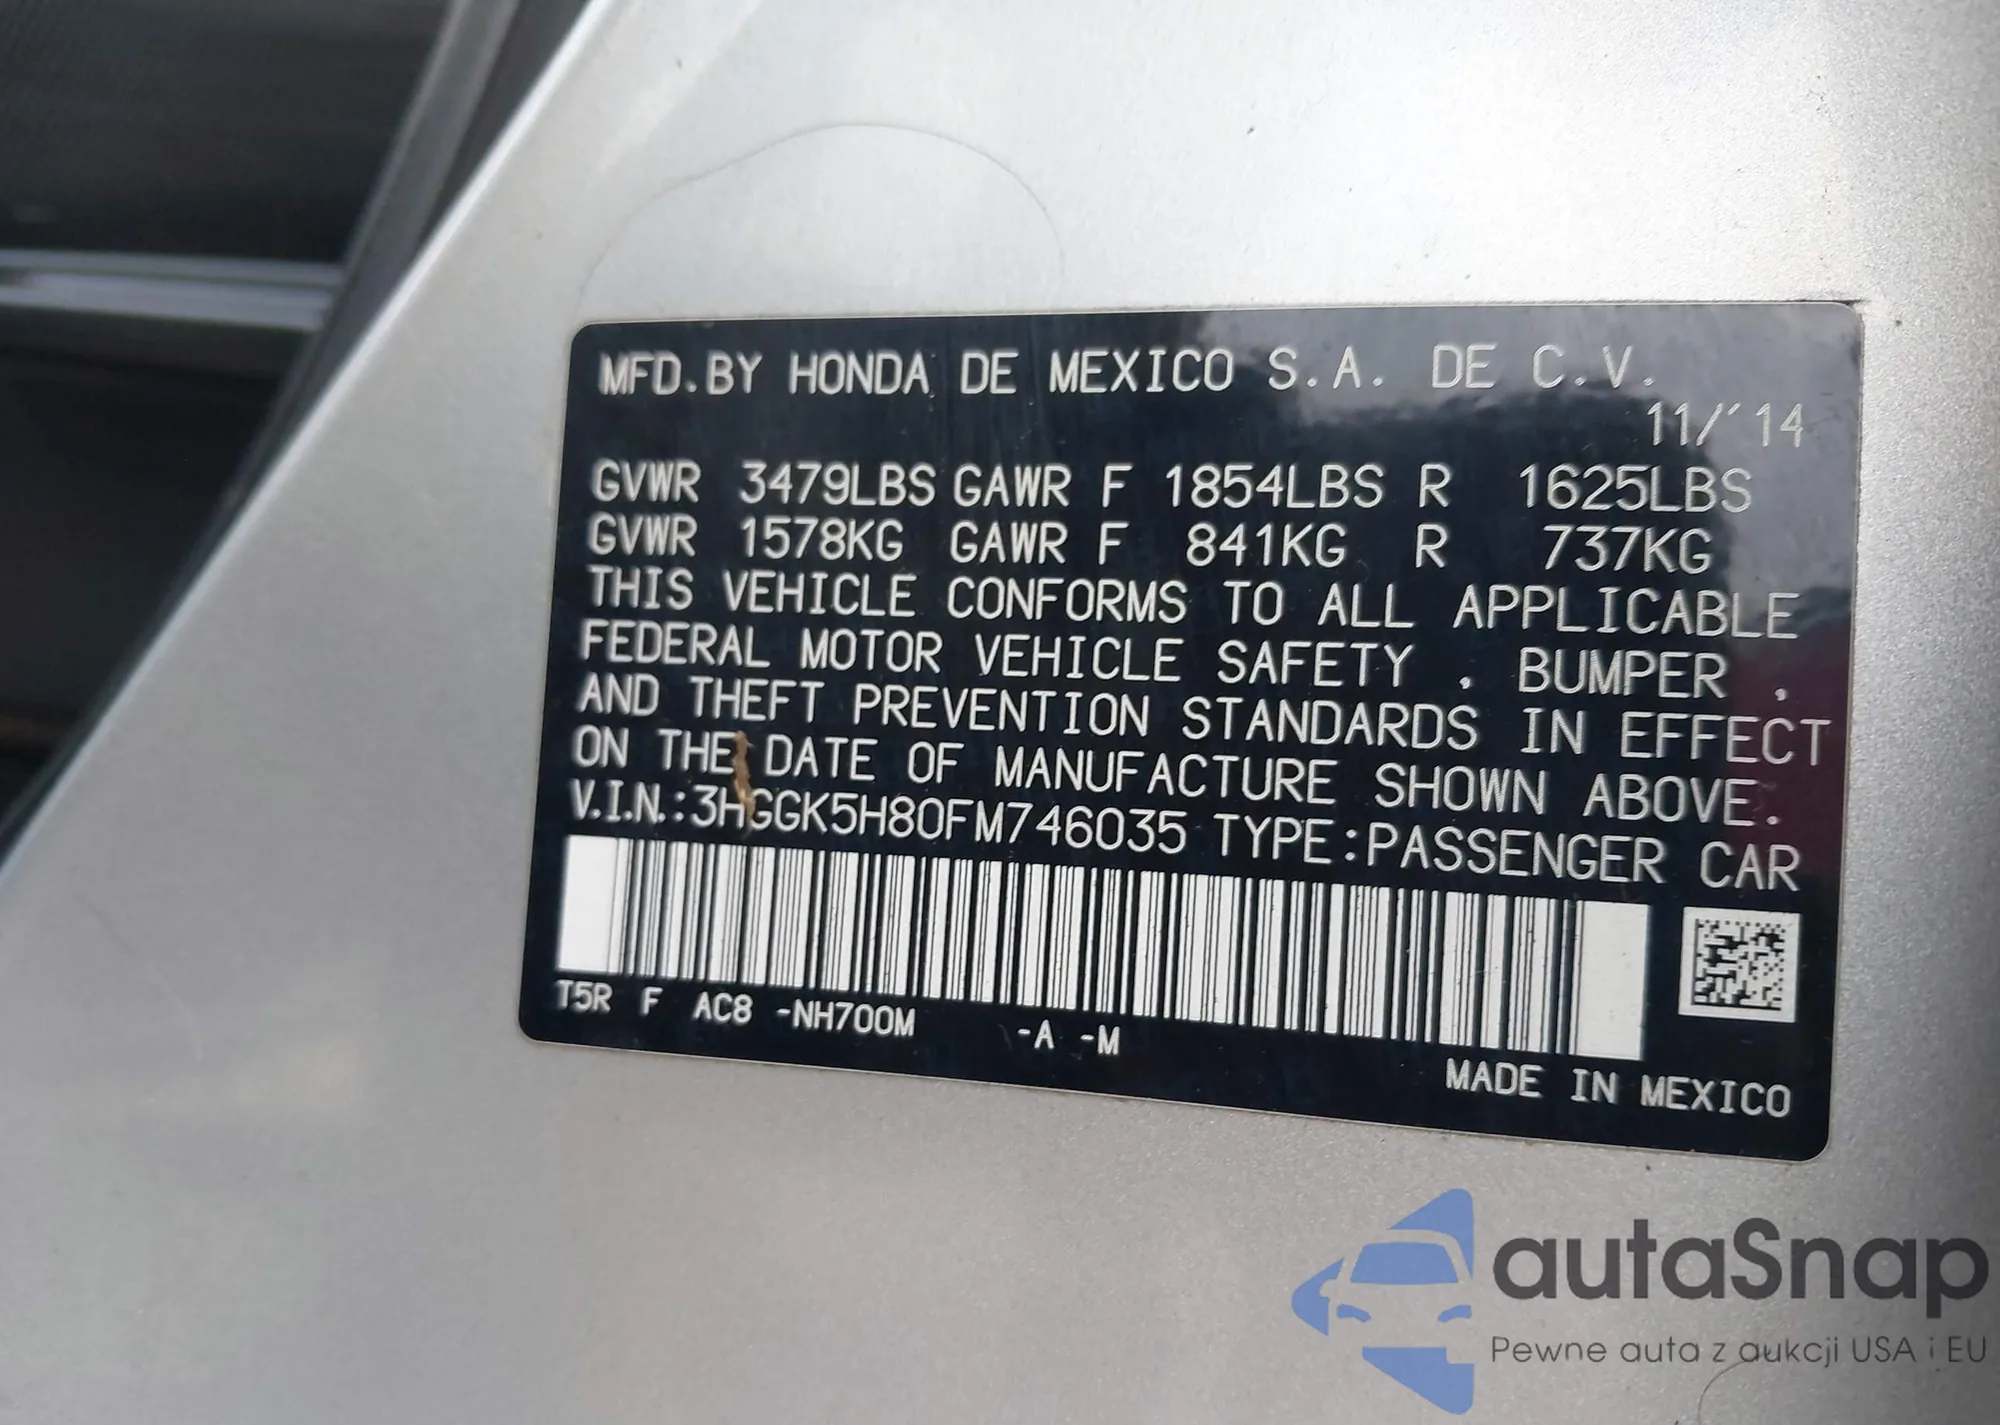 MFD.BY HONDA DE MEXICO S.A. DE C.V.
11/'14
GVWR 3479LBS GAWR F 1854LBS R 1625LBS
GVWR 1578KG GAWR F 841KG R 737KG
THIS VEHICLE CONFORMS TO ALL APPLICABLE
FEDERAL MOTOR VEHICLE SAFETY , BUMPER ,
AND THEFT PREVENTION STANDARDS IN EFFECT
ON THE DATE OF MANUFACTURE SHOWN ABOVE.
V.I.N.:3HGGK5H80FM746035 TYPE:PASSENGER CAR
T5R F AC8 -NH700M -A -M
MADE IN MEXICO
autaSnap
Pewne auta z aukcji USA i EU